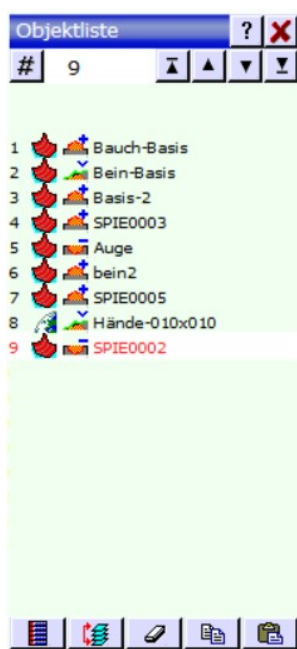 Objektliste ?
# 9
1 Bauch-Basis
2 Bein-Basis
3 Basis-2
4 SPIE0003
5 Auge
6 bein2
7 SPIE0005
8 Hände-010x010
9 SPIE0002